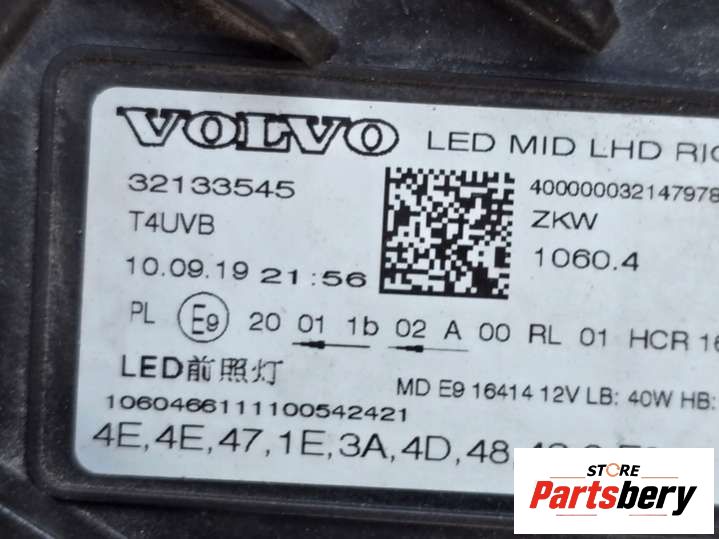 VOLVO LED MID LHD
32133545
T4UVB
10.09.19 21:56
400000032147978
ZKW
1060.4
PL E9 20 01 1b 02 A 00 RL 01 HCR
LED前照灯
MD E9 16414 12V LB: 40W HB:
1060466111100542421
4E,4E,47,1E,3A,4D,48,
STORE
Partsbery